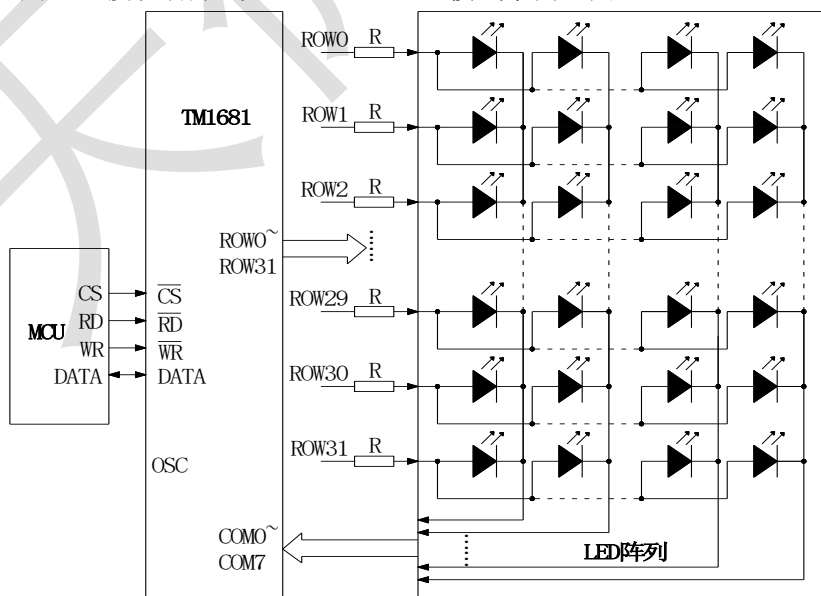 ROW0 R
TM1681
ROW1 R
ROW2 R
ROW0~
ROW31
ROW29 R
MCU
CS
RD
WR
DATA
CS
RD
WR
DATA
ROW30 R
ROW31 R
OSC
COM0~
COM7
LED阵列